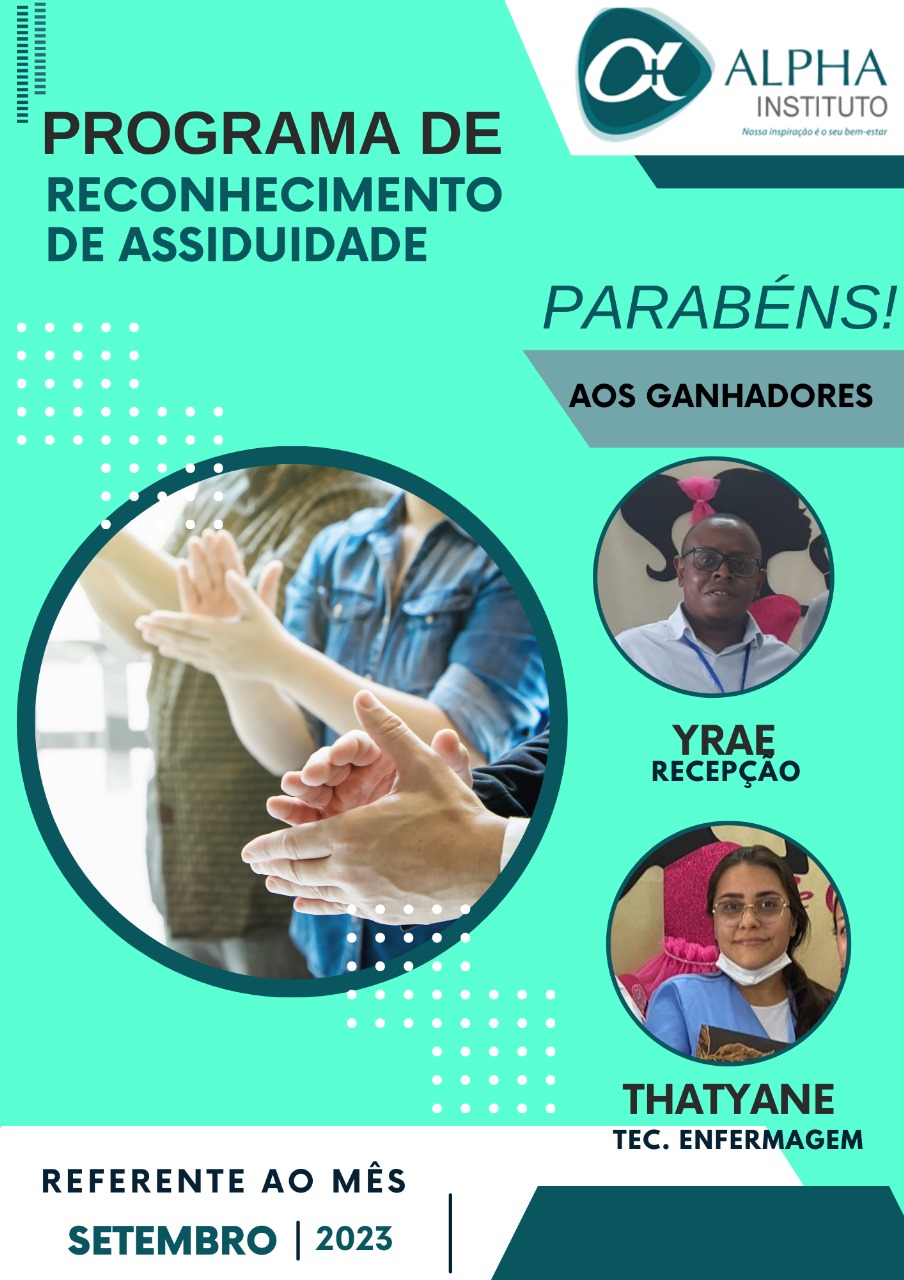 ALPHA
INSTITUTO
Nossa inspiração é o seu bem-estar
PROGRAMA DE
RECONHECIMENTO
DE ASSIDUIDADE
PARABÉNS!
AOS GANHADORES
YRAE
RECEPÇÃO
THATYANE
TEC. ENFERMAGEM
REFERENTE AO MÊS
SETEMBRO | 2023